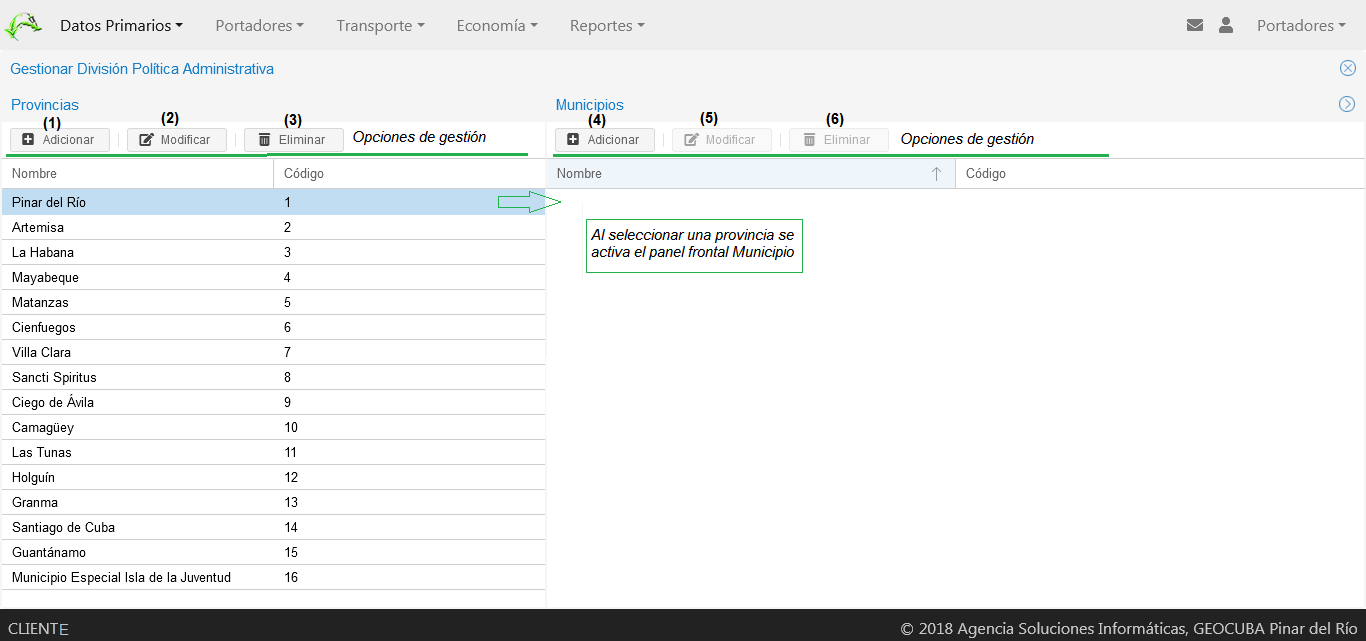 Datos Primarios Portadores Transporte Economía Reportes Portadores
Gestionar División Política Administrativa
Provincias
(1) (2) (3)
Adicionar Modificar Eliminar Opciones de gestión
Nombre Código
Pinar del Río 1
Artemisa 2
La Habana 3
Mayabeque 4
Matanzas 5
Cienfuegos 6
Villa Clara 7
Sancti Spiritus 8
Ciego de Ávila 9
Camagüey 10
Las Tunas 11
Holguín 12
Granma 13
Santiago de Cuba 14
Guantánamo 15
Municipio Especial Isla de la Juventud 16
Municipios
(4) (5) (6)
Adicionar Modificar Eliminar Opciones de gestión
Nombre Código
Al seleccionar una provincia se
activa el panel frontal Municipio
CLIENTE © 2018 Agencia Soluciones Informáticas, GEOCUBA Pinar del Río